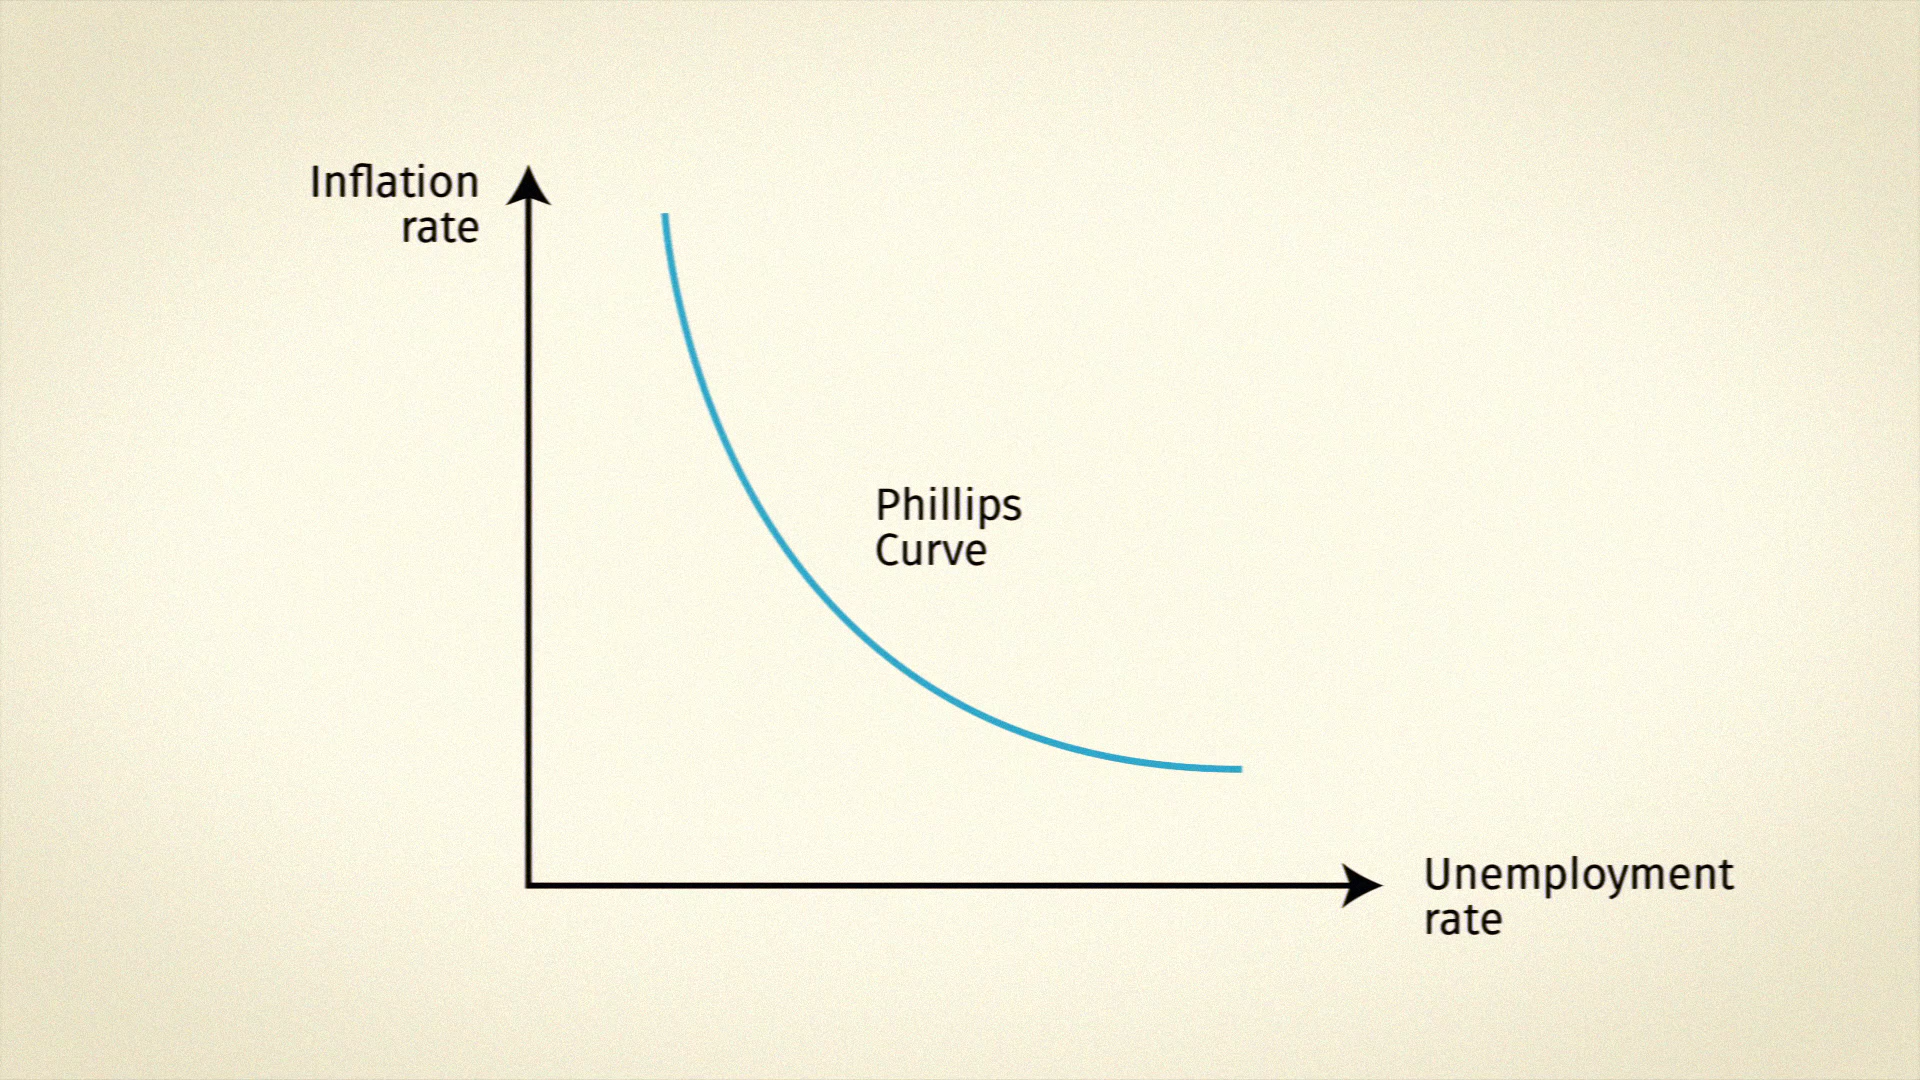 Inflation
rate
Phillips
Curve
Unemployment
rate